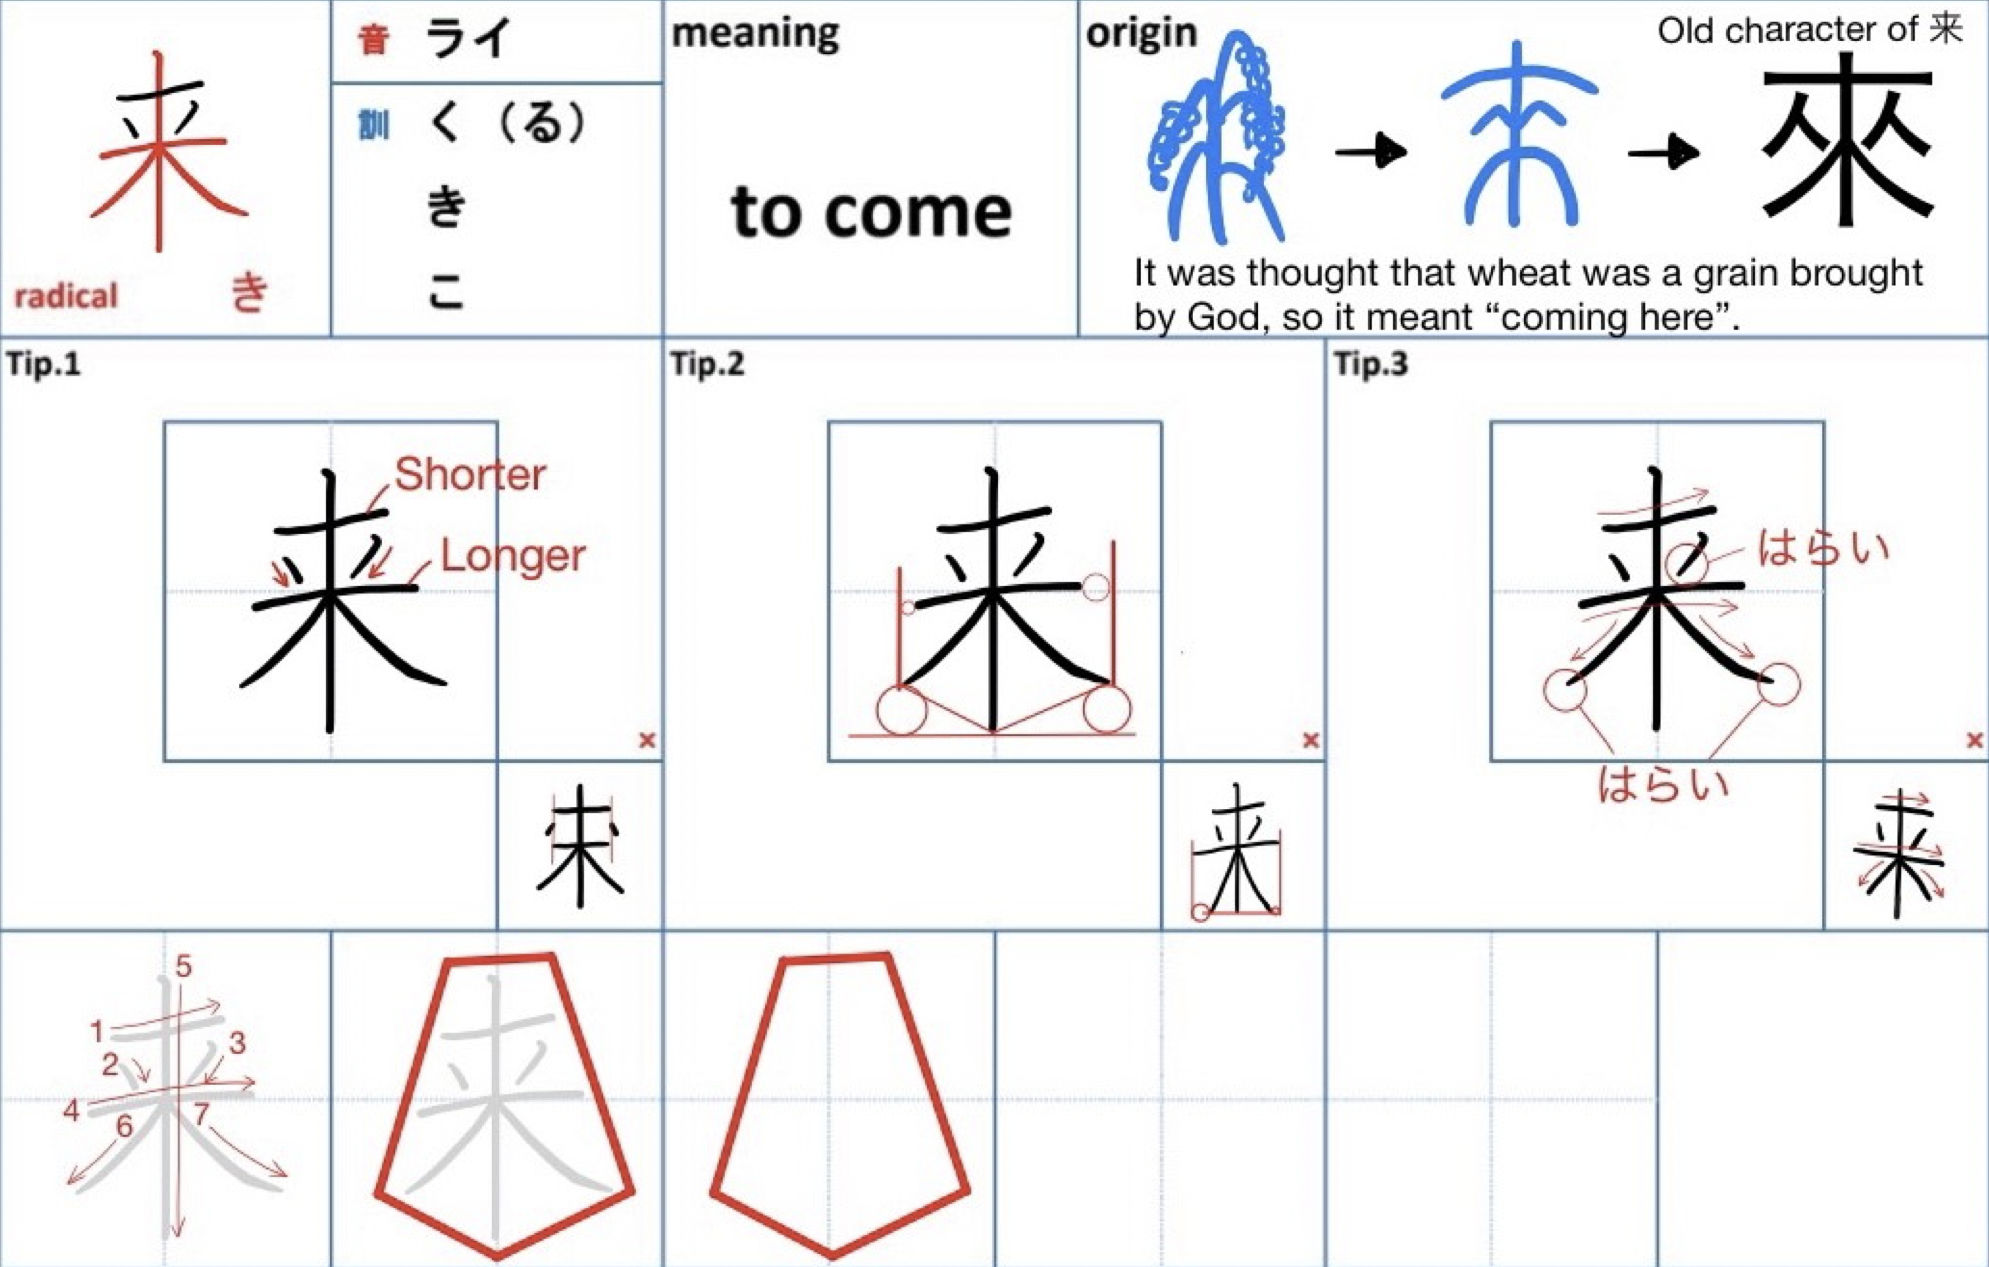 来
radical き
音 ライ
訓 く（る）
き
こ
meaning
to come
origin
Old character of 来
來
It was thought that wheat was a grain brought
by God, so it meant “coming here”.
Tip.1
来
Shorter
Longer
×
来
Tip.2
来
×
来
Tip.3
来
はらい
はらい
×
来
来
1
2
3
4
5
6
7
来